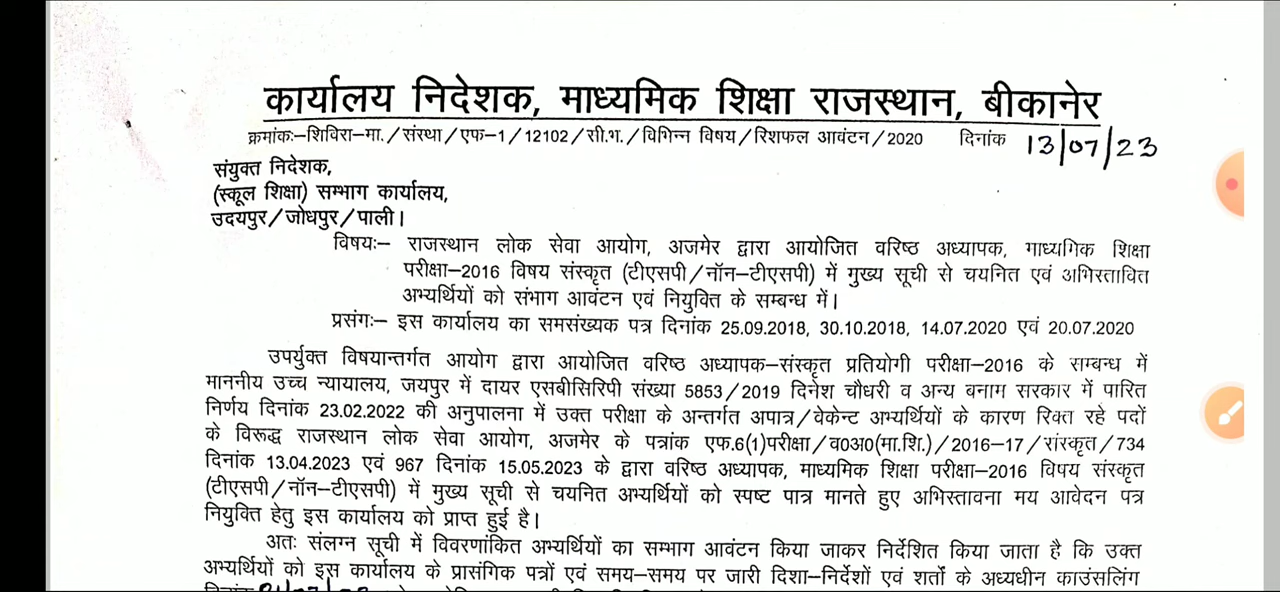 कार्यालय निदेशक, माध्यमिक शिक्षा राजस्थान, बीकानेर
क्रमांकः–शिविरा–मा./संस्था/एफ–1/12102/सी.भ./विभिन्न विषय/रिशफल आवंटन/2020 दिनांक 13/07/23
संयुक्त निदेशक,
(स्कूल शिक्षा) सम्भाग कार्यालय,
उदयपुर/जोधपुर/पाली।
विषयः– राजस्थान लोक सेवा आयोग, अजमेर द्वारा आयोजित वरिष्ठ अध्यापक, माध्यमिक शिक्षा
परीक्षा–2016 विषय संस्कृत (टीएसपी/नॉन–टीएसपी) में मुख्य सूची से चयनित एवं अभिस्तावित
अभ्यर्थियों को संभाग आवंटन एवं नियुक्ति के सम्बन्ध में।
प्रसंगः– इस कार्यालय का समसंख्यक पत्र दिनांक 25.09.2018, 30.10.2018, 14.07.2020 एवं 20.07.2020
उपर्युक्त विषयान्तर्गत आयोग द्वारा आयोजित वरिष्ठ अध्यापक–संस्कृत प्रतियोगी परीक्षा–2016 के सम्बन्ध में
माननीय उच्च न्यायालय, जयपुर में दायर एसबीसिरिपी संख्या 5853/2019 दिनेश चौधरी व अन्य बनाम सरकार में पारित
निर्णय दिनांक 23.02.2022 की अनुपालना में उक्त परीक्षा के अन्तर्गत अपात्र/वेकेन्ट अभ्यर्थियों के कारण रिक्त रहे पदों
के विरूद्ध राजस्थान लोक सेवा आयोग, अजमेर के पत्रांक एफ.6(1)परीक्षा/व0अ0(मा.शि.)/2016–17/संस्कृत/734
दिनांक 13.04.2023 एवं 967 दिनांक 15.05.2023 के द्वारा वरिष्ठ अध्यापक, माध्यमिक शिक्षा परीक्षा–2016 विषय संस्कृत
(टीएसपी/नॉन–टीएसपी) में मुख्य सूची से चयनित अभ्यर्थियों को स्पष्ट पात्र मानते हुए अभिस्तावना मय आवेदन पत्र
नियुक्ति हेतु इस कार्यालय को प्राप्त हुई है।
अतः संलग्न सूची में विवरणांकित अभ्यर्थियों का सम्भाग आवंटन किया जाकर निर्देशित किया जाता है कि उक्त
अभ्यर्थियों को इस कार्यालय के प्रासंगिक पत्रों एवं समय–समय पर जारी दिशा–निर्देशों एवं शर्तों के अध्यधीन काउंसलिंग